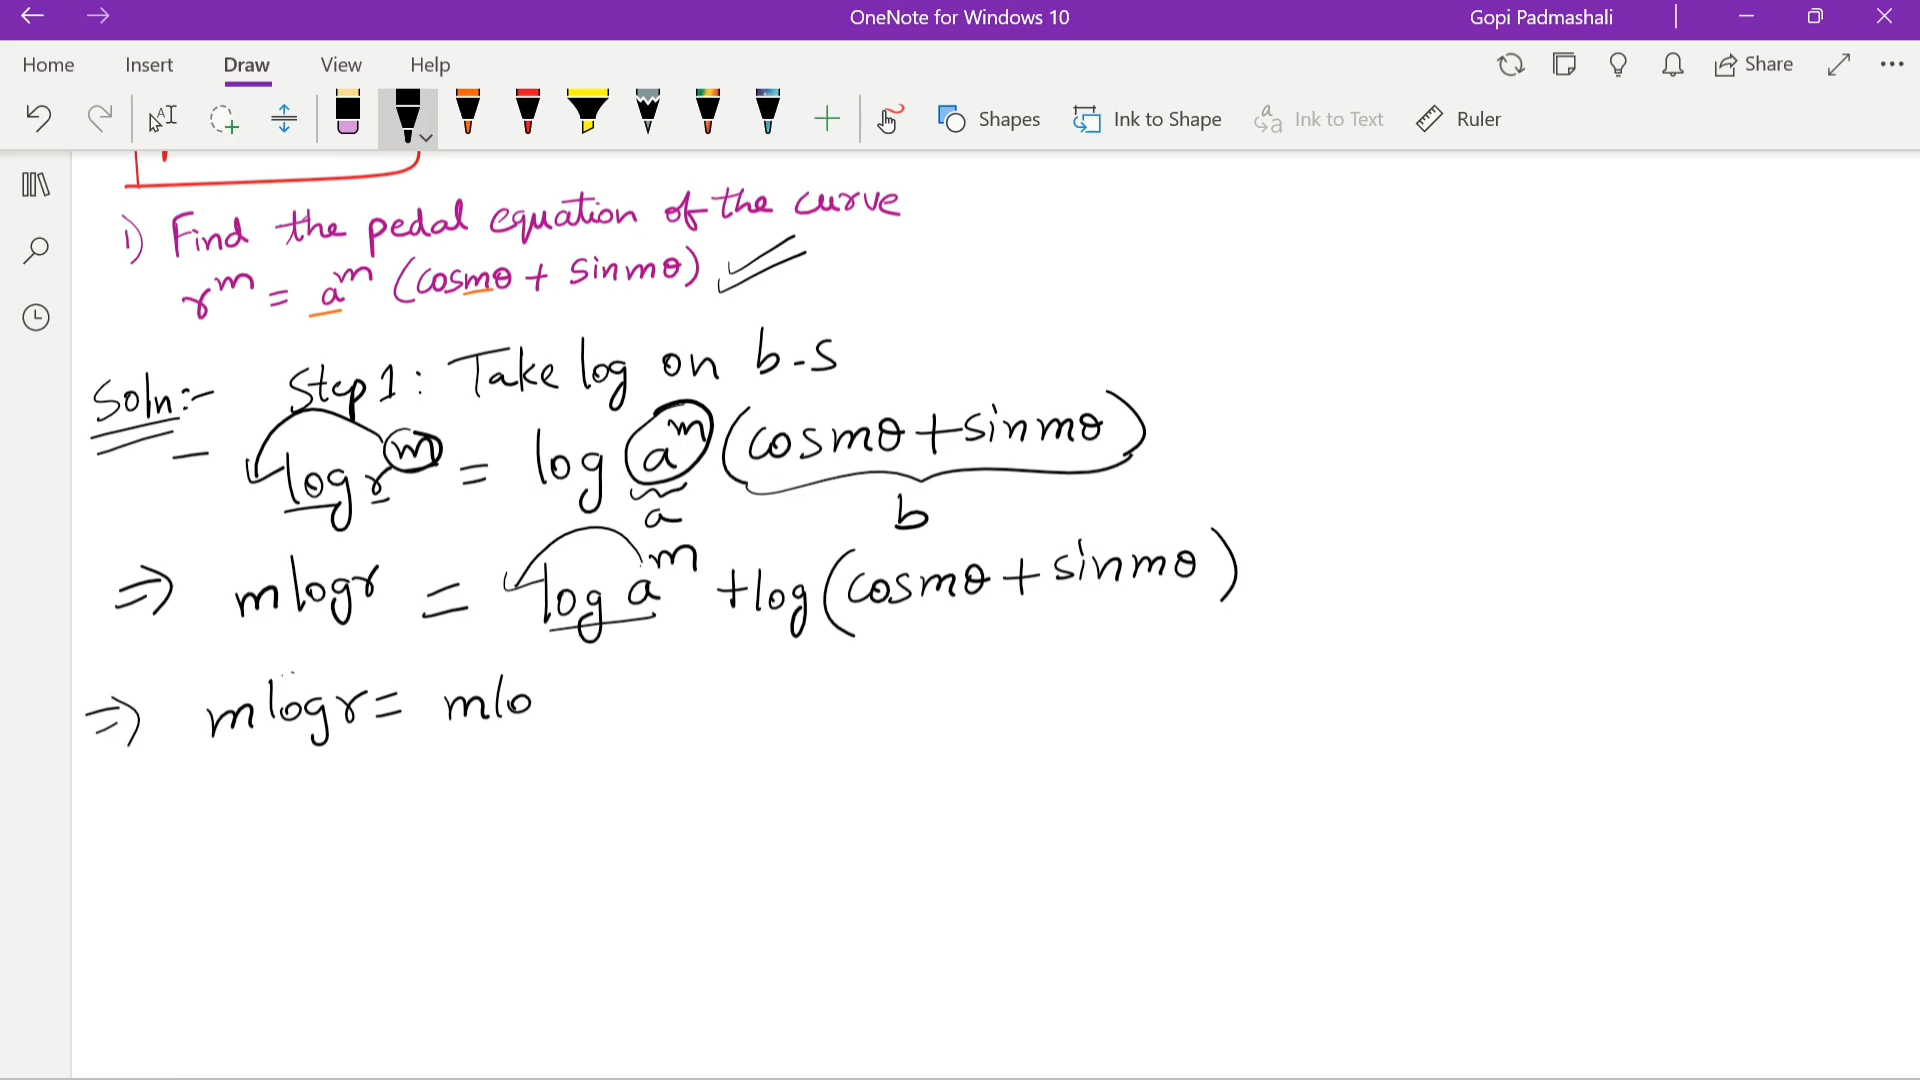 OneNote for Windows 10
Gopi Padmashali
Home Insert Draw View Help
Share
Shapes Ink to Shape Ink to Text Ruler
1) Find the pedal equation of the curve
r^m = a^m (cosmθ + sinmθ)
Soln:- Step 1: Take log on b-s
log r^m = log a^m (cosmθ + sinmθ)
a b
⇒ mlogr = log a^m + log(cosmθ + sinmθ)
⇒ mlogr = mlo